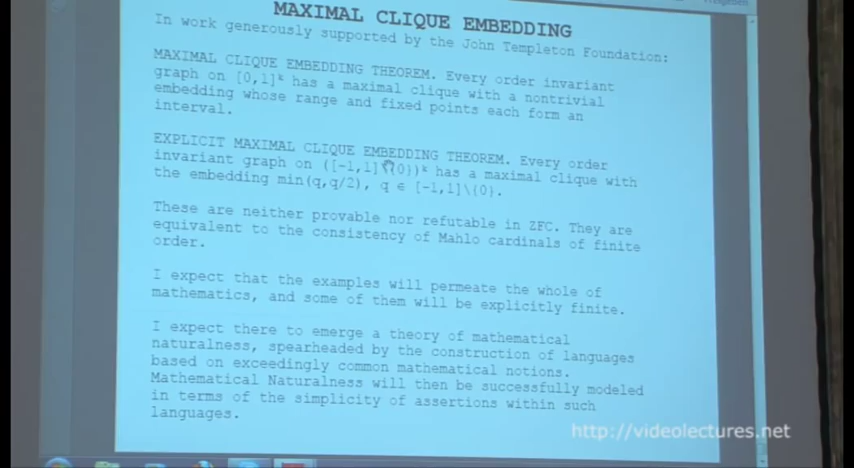 MAXIMAL CLIQUE EMBEDDING
In work generously supported by the John Templeton Foundation:
MAXIMAL CLIQUE EMBEDDING THEOREM. Every order invariant
graph on [0,1]ᵏ has a maximal clique with a nontrivial
embedding whose range and fixed points each form an
interval.
EXPLICIT MAXIMAL CLIQUE EMBEDDING THEOREM. Every order
invariant graph on ([-1,1]\{0})ᵏ has a maximal clique with
the embedding min(q,q/2), q ∈ [-1,1]\{0}.
These are neither provable nor refutable in ZFC. They are
equivalent to the consistency of Mahlo cardinals of finite
order.
I expect that the examples will permeate the whole of
mathematics, and some of them will be explicitly finite.
I expect there to emerge a theory of mathematical
naturalness, spearheaded by the construction of languages
based on exceedingly common mathematical notions.
Mathematical Naturalness will then be successfully modeled
in terms of the simplicity of assertions within such
languages.
http://videolectures.net